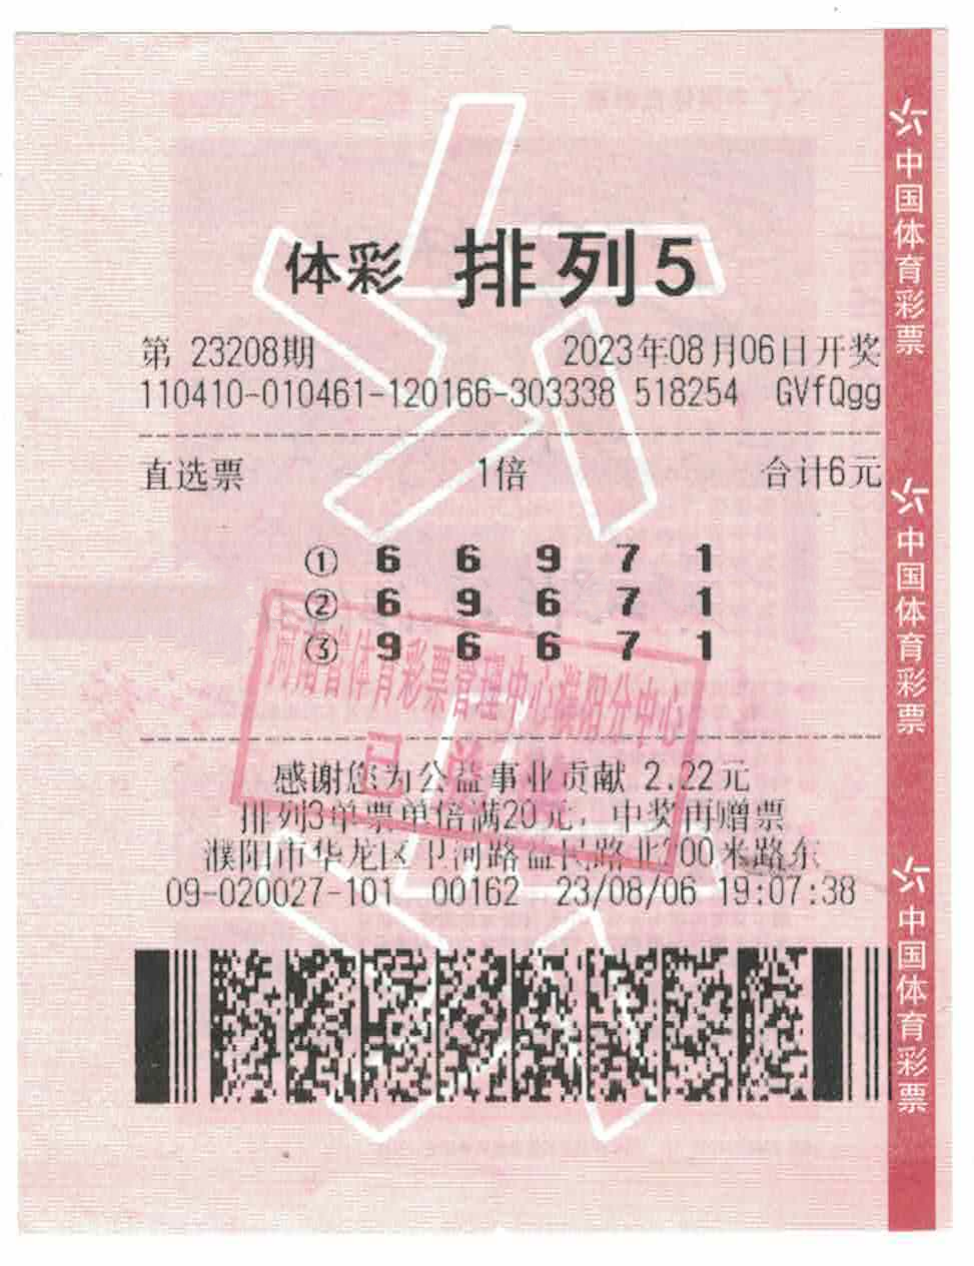 体彩 排列5
第 23208期 2023年08月06日开奖
110410-010461-120166-303338 518254 GVfQgg
直选票 1倍 合计6元
① 6 6 9 7 1
② 6 9 6 7 1
③ 9 6 6 7 1
河南省体育彩票管理中心濮阳分中心
已
感谢您为公益事业贡献 2.22元
排列3单票单倍满20元，中奖再赠票
濮阳市华龙区卫河路益民路北200米路东
09-020027-101 00162 23/08/06 19:07:38
中国体育彩票
中国体育彩票
中国体育彩票